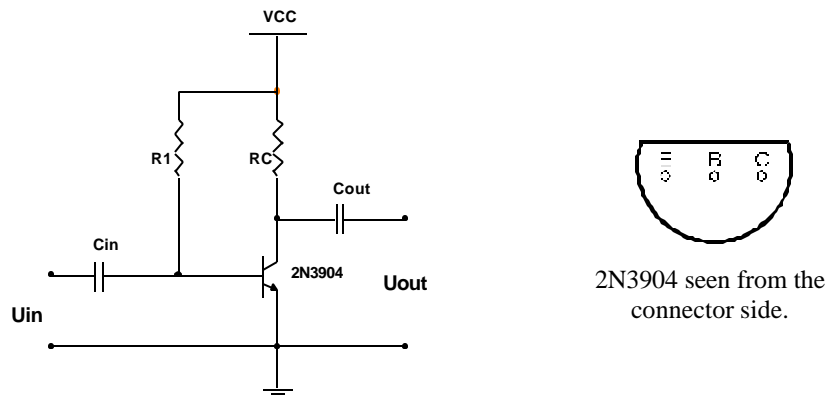 VCC
R1
RC
Cout
Cin
2N3904
Uin
Uout
E B C
2N3904 seen from the
connector side.